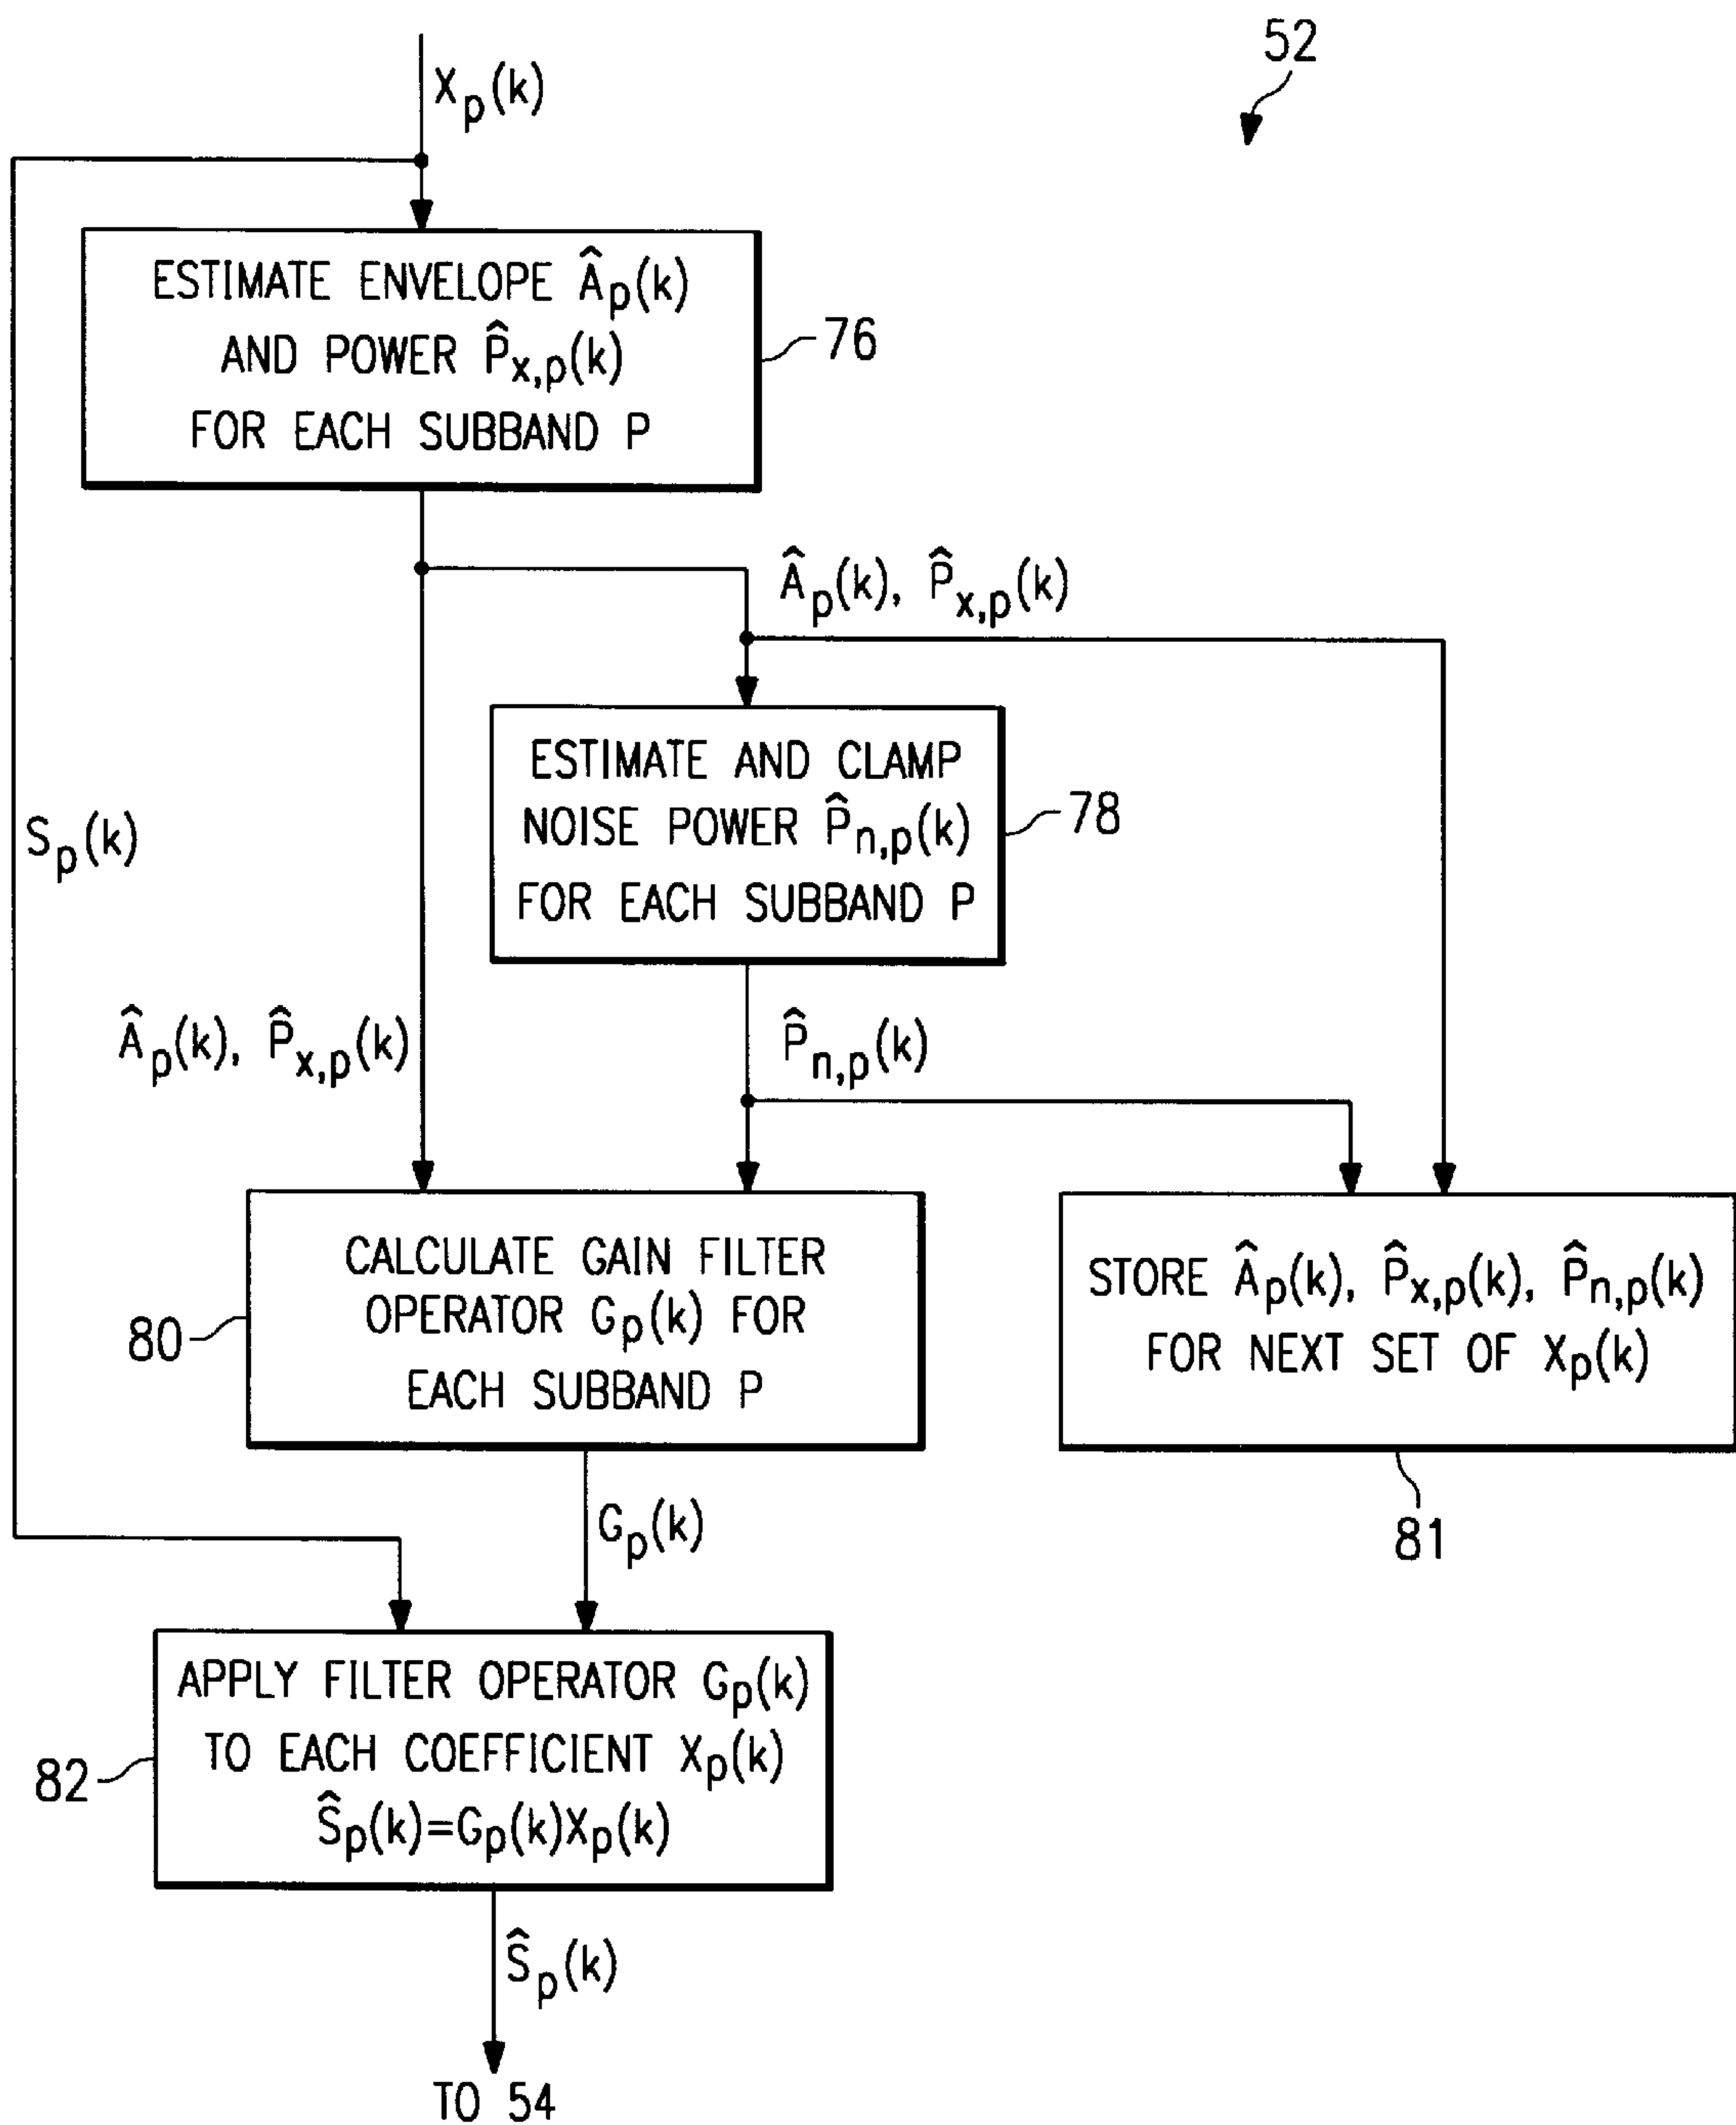 52
X_p(k)
ESTIMATE ENVELOPE Â_p(k)
AND POWER P̂_x,p(k)
FOR EACH SUBBAND P
76
Â_p(k), P̂_x,p(k)
ESTIMATE AND CLAMP
NOISE POWER P̂_n,p(k)
FOR EACH SUBBAND P
78
S_p(k)
Â_p(k), P̂_x,p(k)
P̂_n,p(k)
CALCULATE GAIN FILTER
OPERATOR G_p(k) FOR
EACH SUBBAND P
80
STORE Â_p(k), P̂_x,p(k), P̂_n,p(k)
FOR NEXT SET OF X_p(k)
81
G_p(k)
APPLY FILTER OPERATOR G_p(k)
TO EACH COEFFICIENT X_p(k)
Ŝ_p(k)=G_p(k)X_p(k)
82
Ŝ_p(k)
TO 54